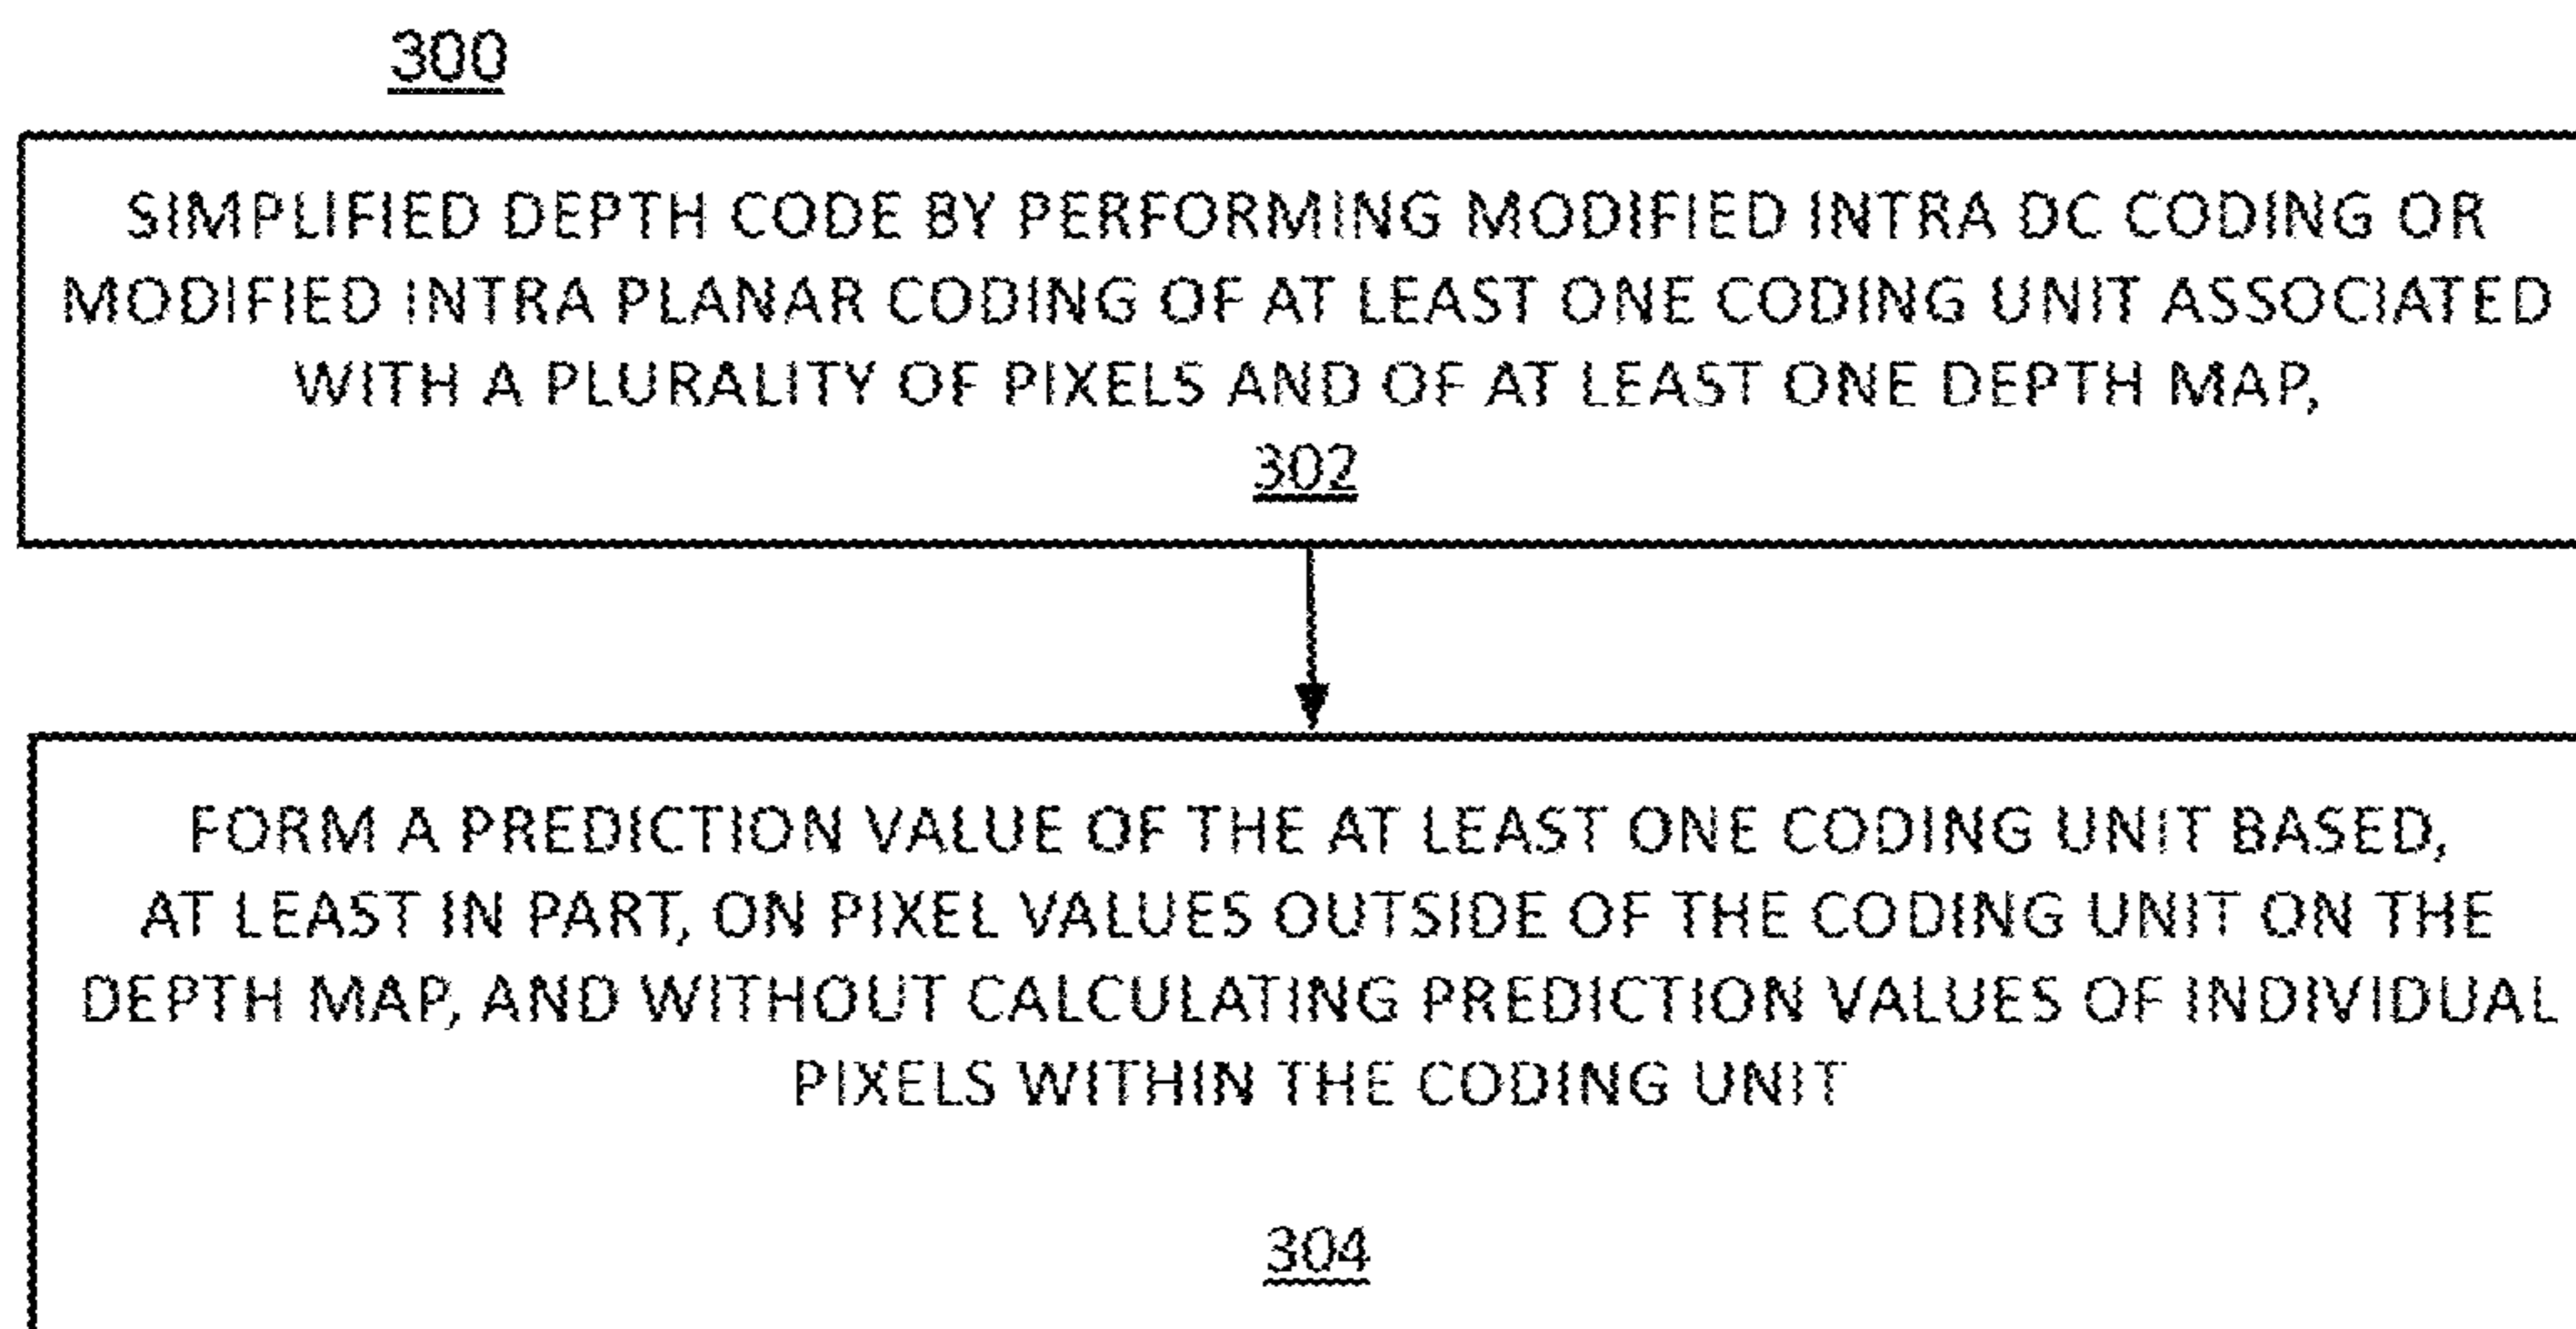 300
SIMPLIFIED DEPTH CODE BY PERFORMING MODIFIED INTRA DC CODING OR
MODIFIED INTRA PLANAR CODING OF AT LEAST ONE CODING UNIT ASSOCIATED
WITH A PLURALITY OF PIXELS AND OF AT LEAST ONE DEPTH MAP,
302
FORM A PREDICTION VALUE OF THE AT LEAST ONE CODING UNIT BASED,
AT LEAST IN PART, ON PIXEL VALUES OUTSIDE OF THE CODING UNIT ON THE
DEPTH MAP, AND WITHOUT CALCULATING PREDICTION VALUES OF INDIVIDUAL
PIXELS WITHIN THE CODING UNIT
304